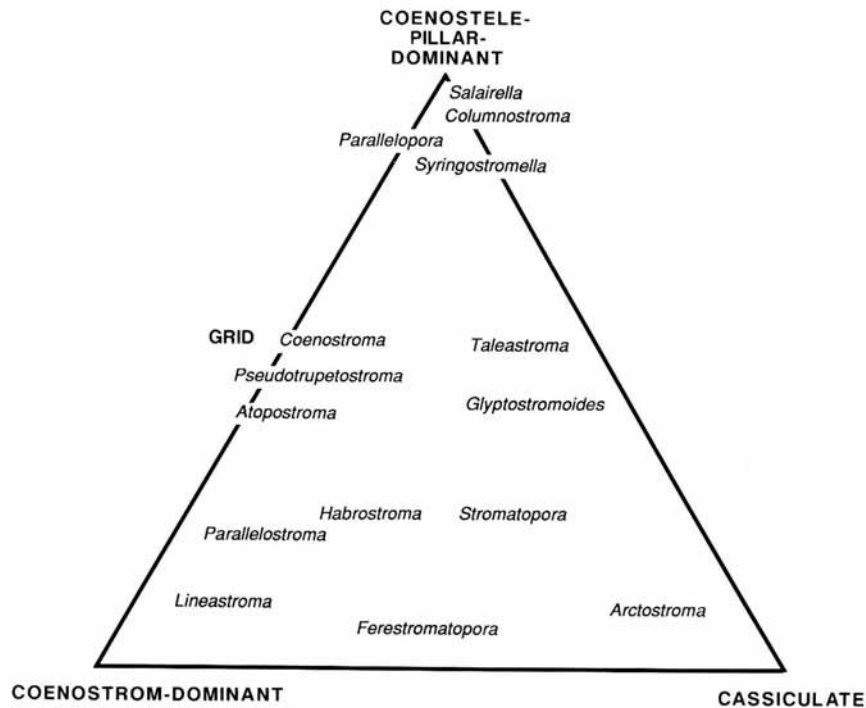 COENOSTELE-
PILLAR-
DOMINANT
Salairella
Columnostroma
Parallelopora
Syringostromella
GRID
Coenostroma
Taleastroma
Pseudotrupetostroma
Atopostroma
Glyptostromoides
Habrostroma
Stromatopora
Parallelostroma
Lineastroma
Arctostroma
Ferestromatopora
COENOSTROM-DOMINANT
CASSICULATE